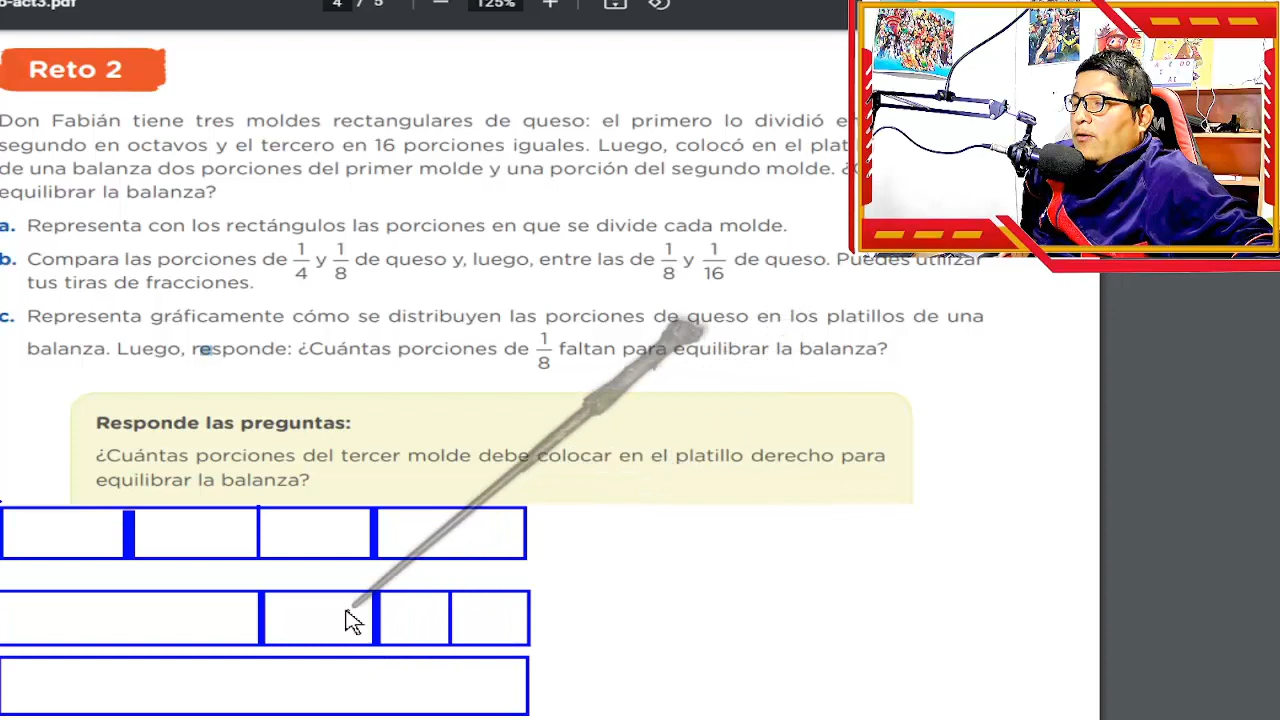 o-act3.pdf 4 / 5 125%
Reto 2
Don Fabián tiene tres moldes rectangulares de queso: el primero lo dividió
segundo en octavos y el tercero en 16 porciones iguales. Luego, colocó en el
de una balanza dos porciones del primer molde y una porción del segundo molde.
equilibrar la balanza?
a. Representa con los rectángulos las porciones en que se divide cada molde.
b. Compara las porciones de 1/4 y 1/8 de queso y, luego, entre las de 1/8 y 1/16 de queso. Puedes utilizar
tus tiras de fracciones.
c. Representa gráficamente cómo se distribuyen las porciones de queso en los platillos de una
balanza. Luego, responde: ¿Cuántas porciones de 1/8 faltan para equilibrar la balanza?
Responde las preguntas:
¿Cuántas porciones del tercer molde debe colocar en el platillo derecho para
equilibrar la balanza?